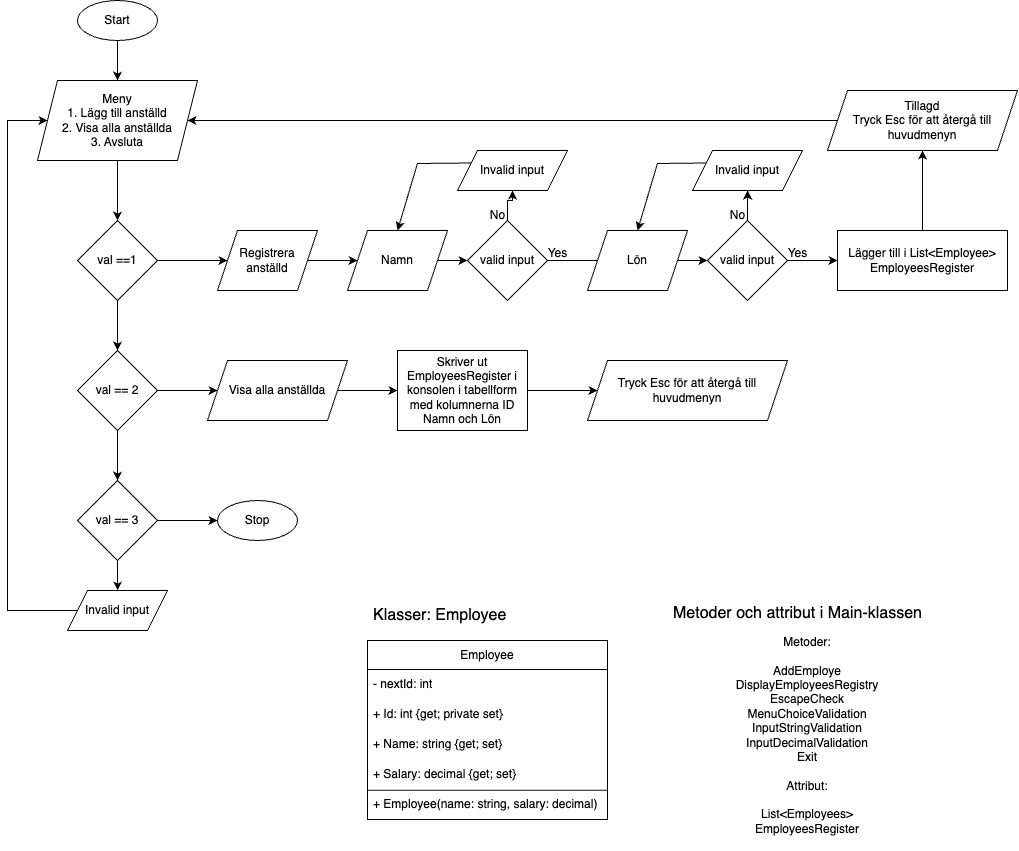 Start
Meny
1. Lägg till anställd
2. Visa alla anställda
3. Avsluta
Tillagd
Tryck Esc för att återgå till
huvudmenyn
Invalid input
Invalid input
No
No
val ==1
Registrera
anställd
Namn
valid input
Yes
Lön
valid input
Yes
Lägger till i List<Employee>
EmployeesRegister
val == 2
Visa alla anställda
Skriver ut
EmployeesRegister i
konsolen i tabellform
med kolumnerna ID
Namn och Lön
Tryck Esc för att återgå till
huvudmenyn
val == 3
Stop
Invalid input
Klasser: Employee
Employee
- nextId: int
+ Id: int {get; private set}
+ Name: string {get; set}
+ Salary: decimal {get; set}
+ Employee(name: string, salary: decimal)
Metoder och attribut i Main-klassen
Metoder:
AddEmploye
DisplayEmployeesRegistry
EscapeCheck
MenuChoiceValidation
InputStringValidation
InputDecimalValidation
Exit
Attribut:
List<Employees>
EmployeesRegister